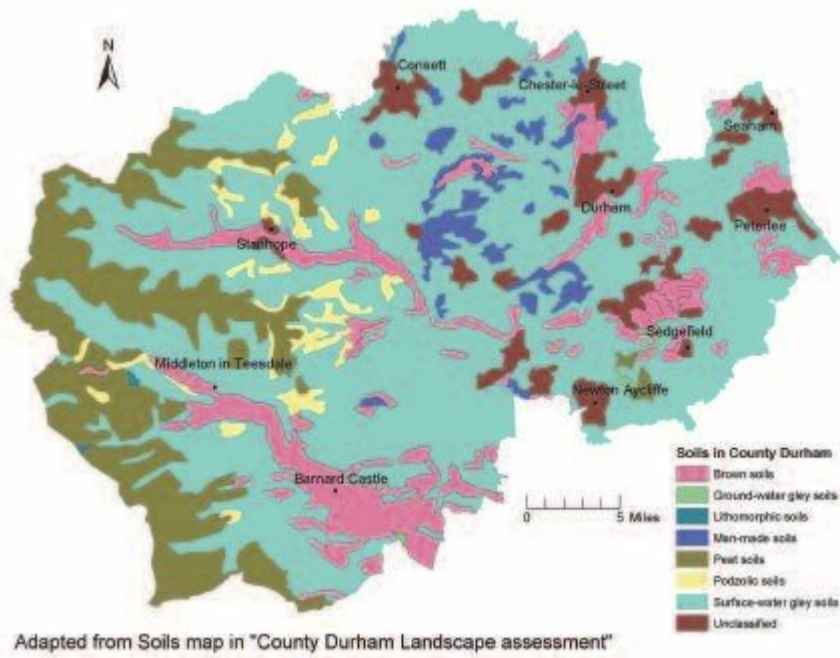 N
Consett
Chester-le-Street
Seaham
Durham
Peterlee
Stanhope
Sedgefield
Middleton in Teesdale
Newton Aycliffe
Barnard Castle
0 5 Miles
Soils in County Durham
Brown soils
Ground-water gley soils
Lithomorphic soils
Man-made soils
Peat soils
Podzolic soils
Surface-water gley soils
Unclassified
Adapted from Soils map in "County Durham Landscape assessment"